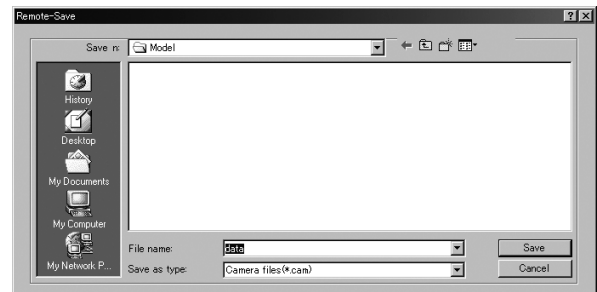 Remote-Save
Save n:
Model
History
Desktop
My Documents
My Computer
My Network P...
File name:
data
Save
Save as type:
Camera files(*.cam)
Cancel